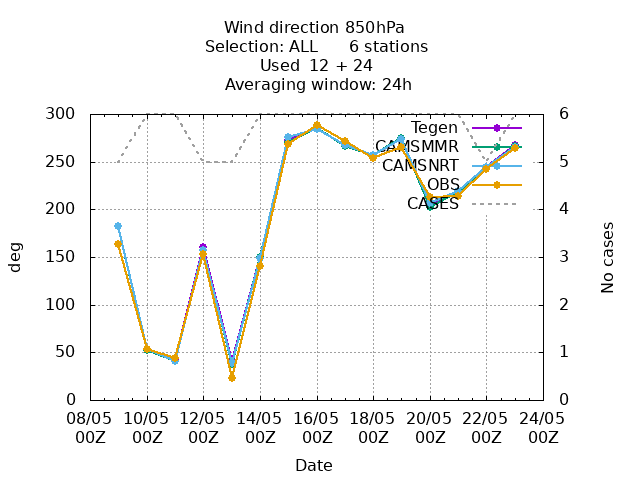 Wind direction 850hPa
Selection: ALL 6 stations
Used 12 + 24
Averaging window: 24h
300
250
200
150
100
50
0
6
5
4
3
2
1
0
deg
No cases
Tegen
CAMSMMR
CAMSNRT
OBS
CASES
08/05 10/05 12/05 14/05 16/05 18/05 20/05 22/05 24/05
00Z 00Z 00Z 00Z 00Z 00Z 00Z 00Z 00Z
Date